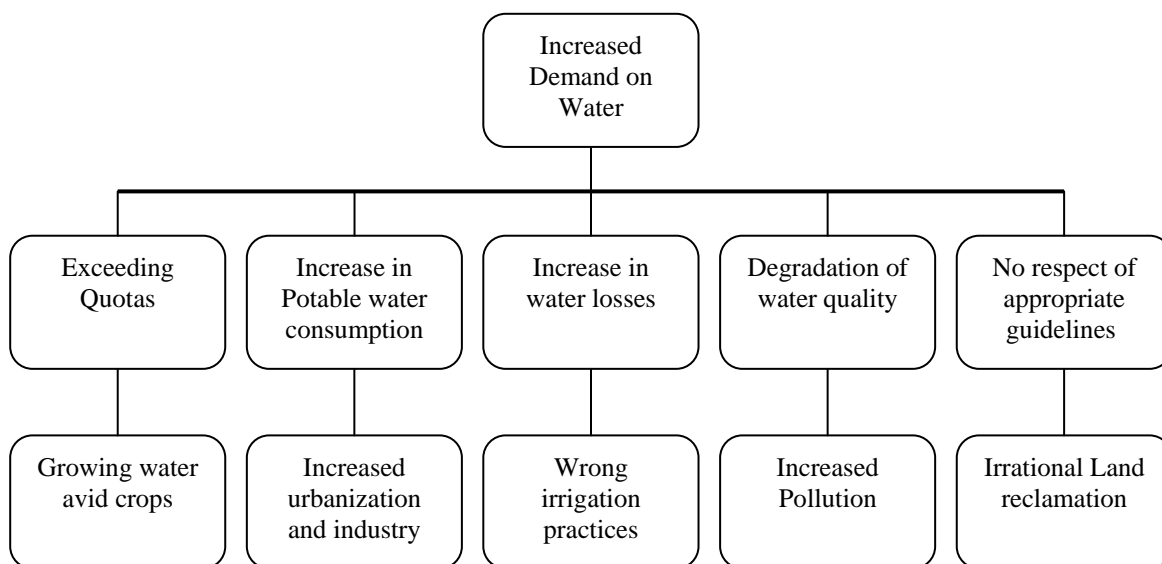 Increased
Demand on
Water
Exceeding
Quotas
Increase in
Potable water
consumption
Increase in
water losses
Degradation of
water quality
No respect of
appropriate
guidelines
Growing water
avid crops
Increased
urbanization
and industry
Wrong
irrigation
practices
Increased
Pollution
Irrational Land
reclamation